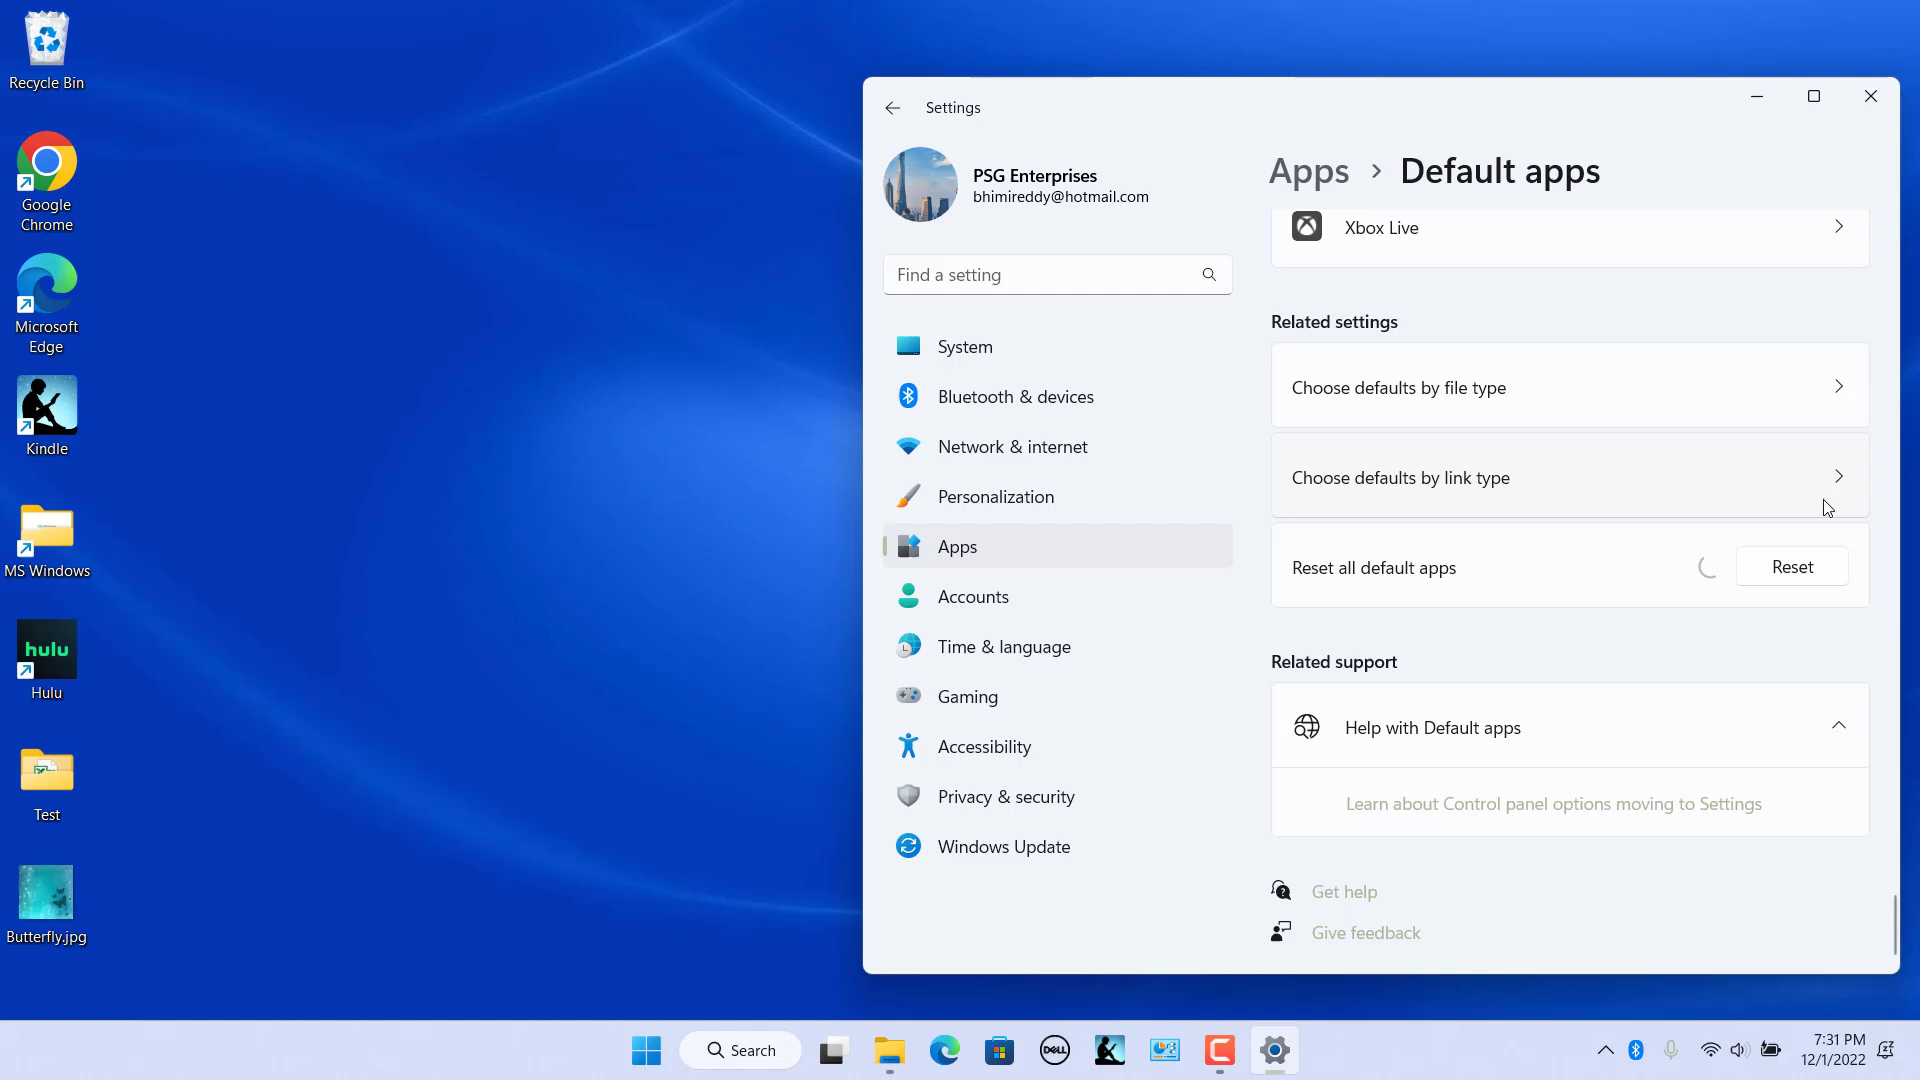 Recycle Bin
Google
Chrome
Microsoft
Edge
Kindle
MS Windows
hulu
Hulu
Test
Butterfly.jpg
Settings
PSG Enterprises
bhimireddy@hotmail.com
Find a setting
System
Bluetooth & devices
Network & internet
Personalization
Apps
Accounts
Time & language
Gaming
Accessibility
Privacy & security
Windows Update
Apps > Default apps
Xbox Live
Related settings
Choose defaults by file type
Choose defaults by link type
Reset all default apps Reset
Related support
Help with Default apps
Learn about Control panel options moving to Settings
Get help
Give feedback
Search
DELL
7:31 PM
12/1/2022